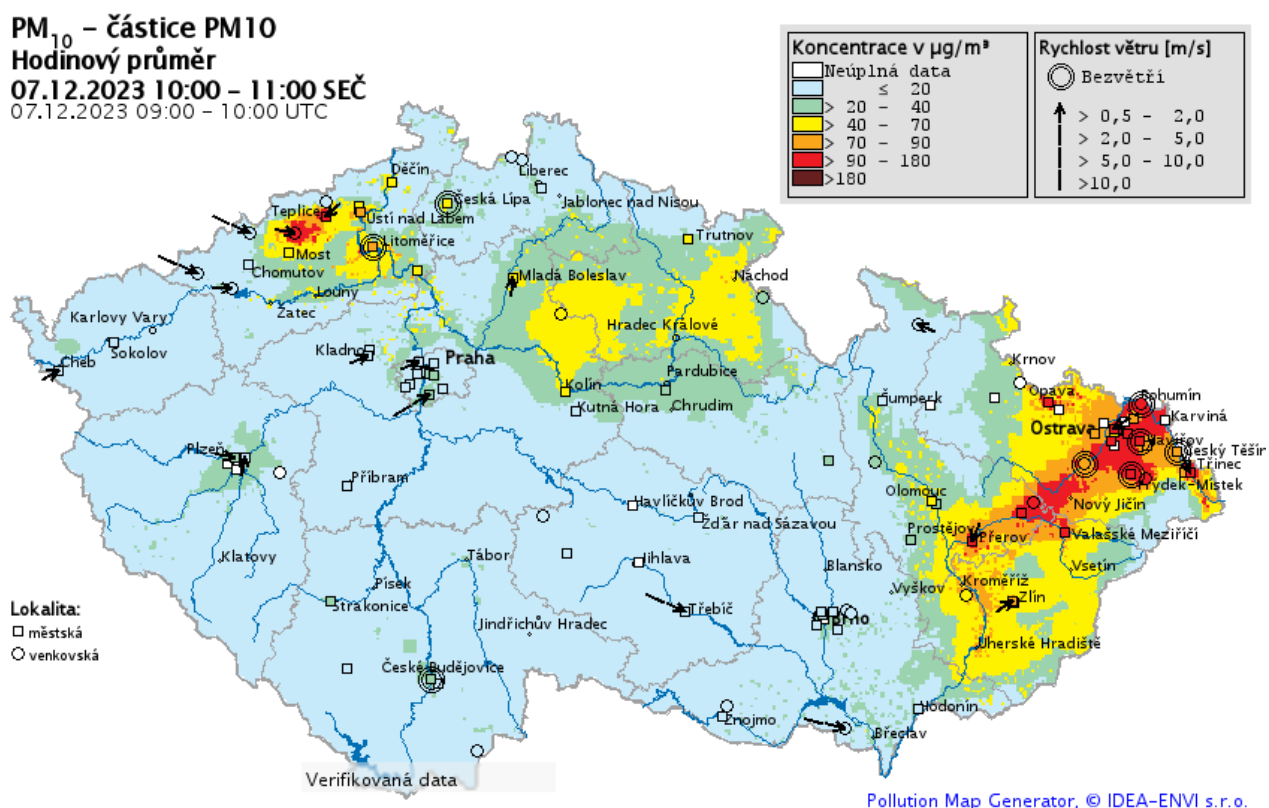 PM10 – částice PM10
Hodinový průměr
07.12.2023 10:00 – 11:00 SEČ
07.12.2023 09:00 – 10:00 UTC
Koncentrace v µg/m³
Neúplná data
≤ 20
> 20 – 40
> 40 – 70
> 70 – 90
> 90 – 180
>180
Rychlost větru [m/s]
Bezvětří
> 0,5 – 2,0
> 2,0 – 5,0
> 5,0 – 10,0
>10,0
Děčín
Liberec
Česká Lípa
Jablonec nad Nisou
Teplice
Ústí nad Labem
Trutnov
Litoměřice
Most
Chomutov
Mladá Boleslav
Náchod
Louny
Žatec
Karlovy Vary
Hradec Králové
Sokolov
Kladno
Praha
Cheb
Krnov
Pardubice
Kolín
Kutná Hora
Chrudim
Šumperk
Opava
Bohumín
Karviná
Ostrava
Havířov
Český Těšín
Třinec
Plzeň
Příbram
Frýdek-Místek
Havlíčkův Brod
Olomouc
Nový Jičín
Žďár nad Sázavou
Prostějov
Přerov
Valašské Meziříčí
Klatovy
Tábor
Jihlava
Blansko
Vsetín
Písek
Vyškov
Kroměříž
Strakonice
Zlín
Třebíč
Lokalita:
městská
venkovská
Jindřichův Hradec
Brno
Uherské Hradiště
České Budějovice
Hodonín
Znojmo
Břeclav
Verifikovaná data
Pollution Map Generator, © IDEA-ENVI s.r.o.